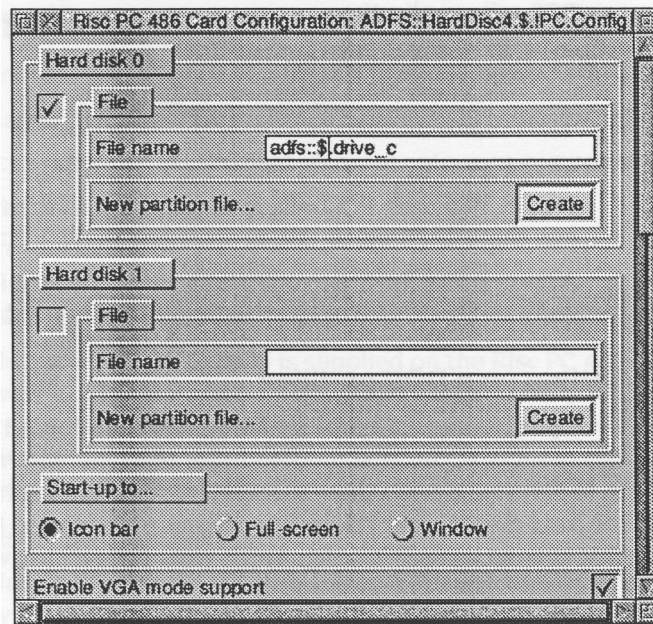 Risc PC 486 Card Configuration: ADFS::HardDisc4.$.!PC.Config
Hard disk 0
File
File name adfs::$.drive_c
New partition file... Create
Hard disk 1
File
File name
New partition file... Create
Start-up to...
Icon bar Full-screen Window
Enable VGA mode support